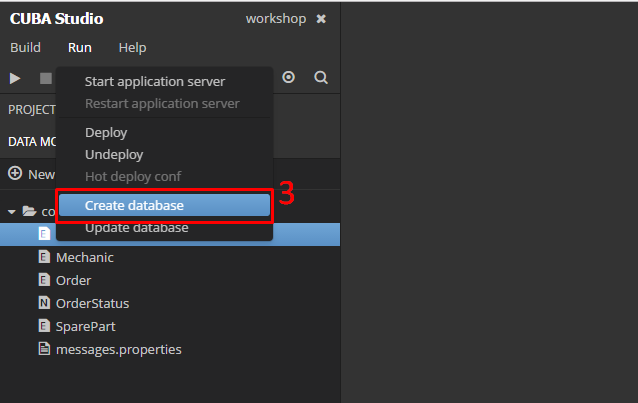 CUBA Studio workshop ✖
Build Run Help
Start application server
Restart application server
PROJECT
Deploy
DATA MO
Undeploy
Hot deploy conf
New
Create database 3
co
Update database
E
E Mechanic
E Order
N OrderStatus
E SparePart
messages.properties